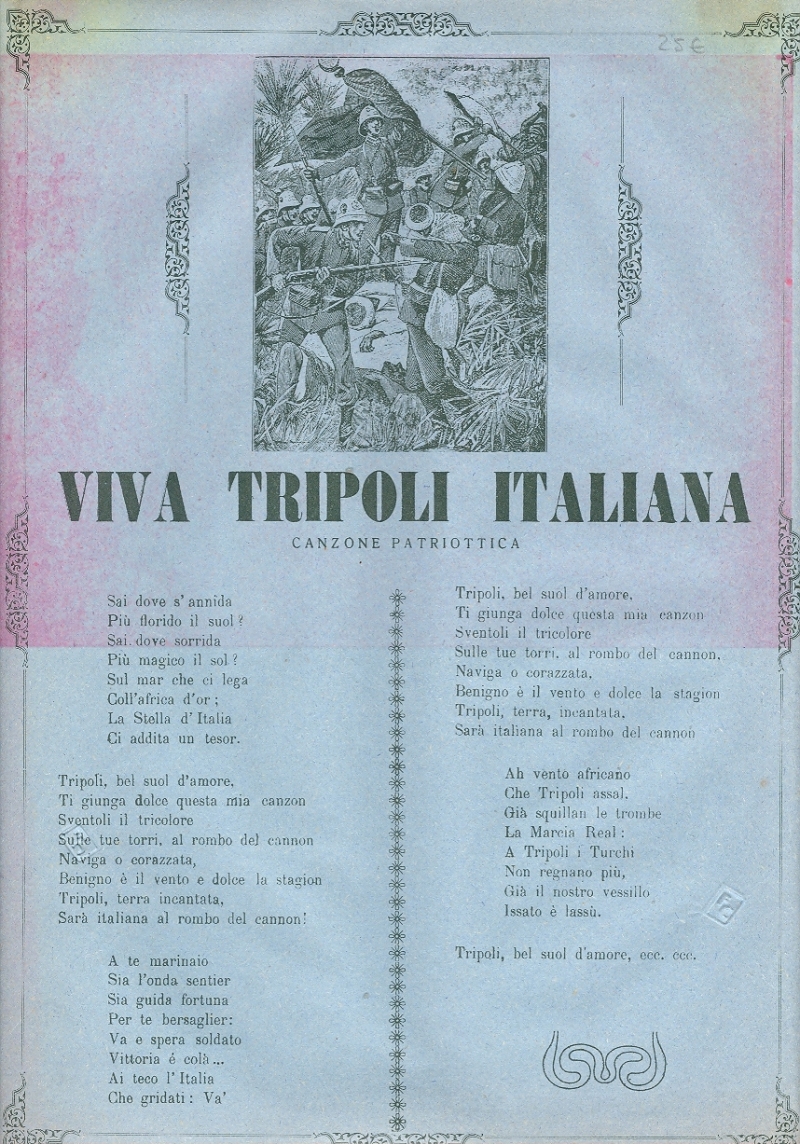 25€
VIVA TRIPOLI ITALIANA
CANZONE PATRIOTTICA
Sai dove s'annida
Più florido il suol?
Sai dove sorrida
Più magico il sol?
Sul mar che ci lega
Coll'africa d'or;
La Stella d'Italia
Ci addita un tesor.
Tripoli, bel suol d'amore,
Ti giunga dolce questa mia canzon
Sventoli il tricolore
Sulle tue torri, al rombo del cannon
Naviga o corazzata,
Benigno è il vento e dolce la stagion
Tripoli, terra incantata,
Sarà italiana al rombo del cannon!
A te marinaio
Sia l'onda sentier
Sia guida fortuna
Per te bersaglier:
Va e spera soldato
Vittoria é colà...
Ai teco l'Italia
Che gridati: Va'
Tripoli, bel suol d'amore,
Ti giunga dolce questa mia canzon
Sventoli il tricolore
Sulle tue torri, al rombo del cannon,
Naviga o corazzata,
Benigno è il vento e dolce la stagion
Tripoli, terra, incantata,
Sarà italiana al rombo del cannon
Ah vento africano
Che Tripoli assal,
Già squillan le trombe
La Marcia Real:
A Tripoli i Turchi
Non regnano più,
Già il nostro vessillo
Issato è lassù.
Tripoli, bel suol d'amore, ecc. ecc.